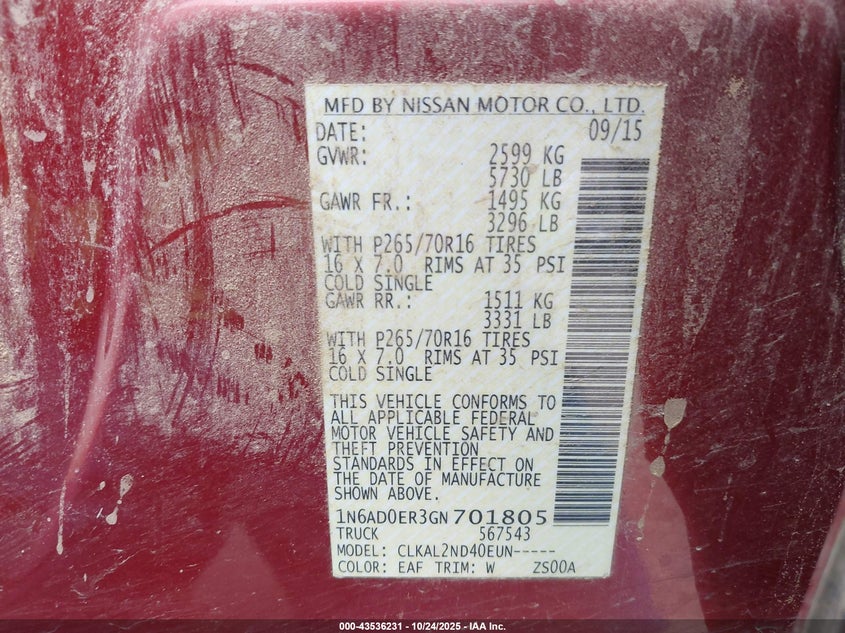 MFD BY NISSAN MOTOR CO., LTD.
DATE: 09/15
GVWR: 2599 KG
5730 LB
GAWR FR.: 1495 KG
3296 LB
WITH P265/70R16 TIRES
16 X 7.0 RIMS AT 35 PSI
COLD SINGLE
GAWR RR.: 1511 KG
3331 LB
WITH P265/70R16 TIRES
16 X 7.0 RIMS AT 35 PSI
COLD SINGLE
THIS VEHICLE CONFORMS TO
ALL APPLICABLE FEDERAL
MOTOR VEHICLE SAFETY AND
THEFT PREVENTION
STANDARDS IN EFFECT ON
THE DATE OF MANUFACTURE
SHOWN ABOVE.
1N6AD0ER3GN701805
TRUCK 567543
MODEL: CLKAL2ND40EUN-----
COLOR: EAF TRIM: W ZS00A
000-43536231 - 10/24/2025 - IAA Inc.